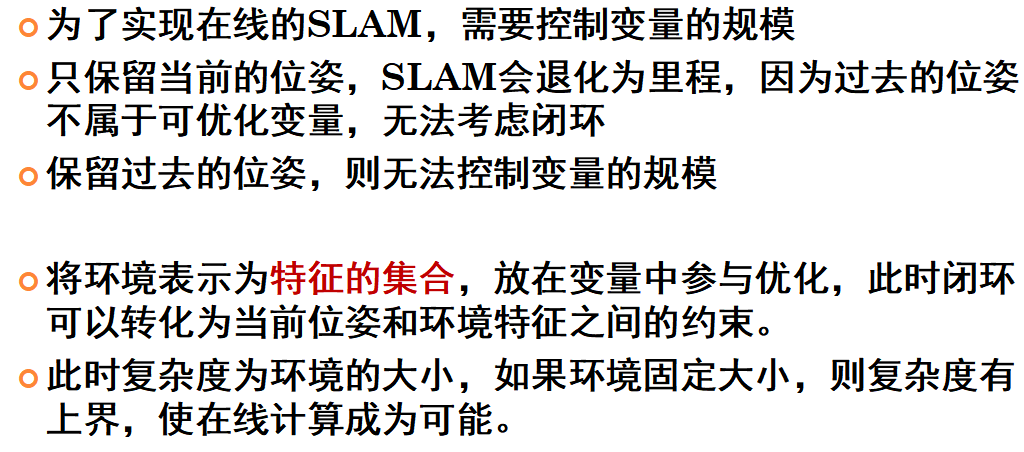 为了实现在线的SLAM，需要控制变量的规模
只保留当前的位姿，SLAM会退化为里程，因为过去的位姿
不属于可优化变量，无法考虑闭环
保留过去的位姿，则无法控制变量的规模
将环境表示为特征的集合，放在变量中参与优化，此时闭环
可以转化为当前位姿和环境特征之间的约束。
此时复杂度为环境的大小，如果环境固定大小，则复杂度有
上界，使在线计算成为可能。